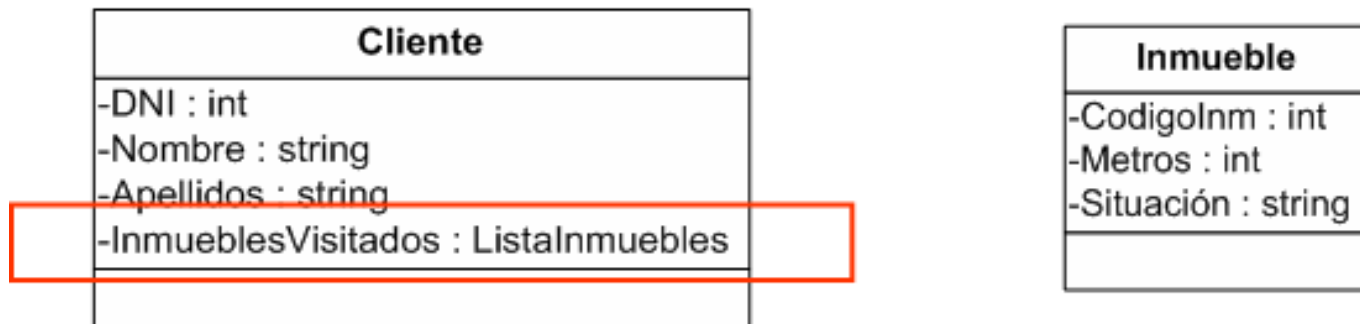 Cliente
-DNI : int
-Nombre : string
-Apellidos : string
-InmueblesVisitados : ListaInmuebles
Inmueble
-CodigoInm : int
-Metros : int
-Situación : string